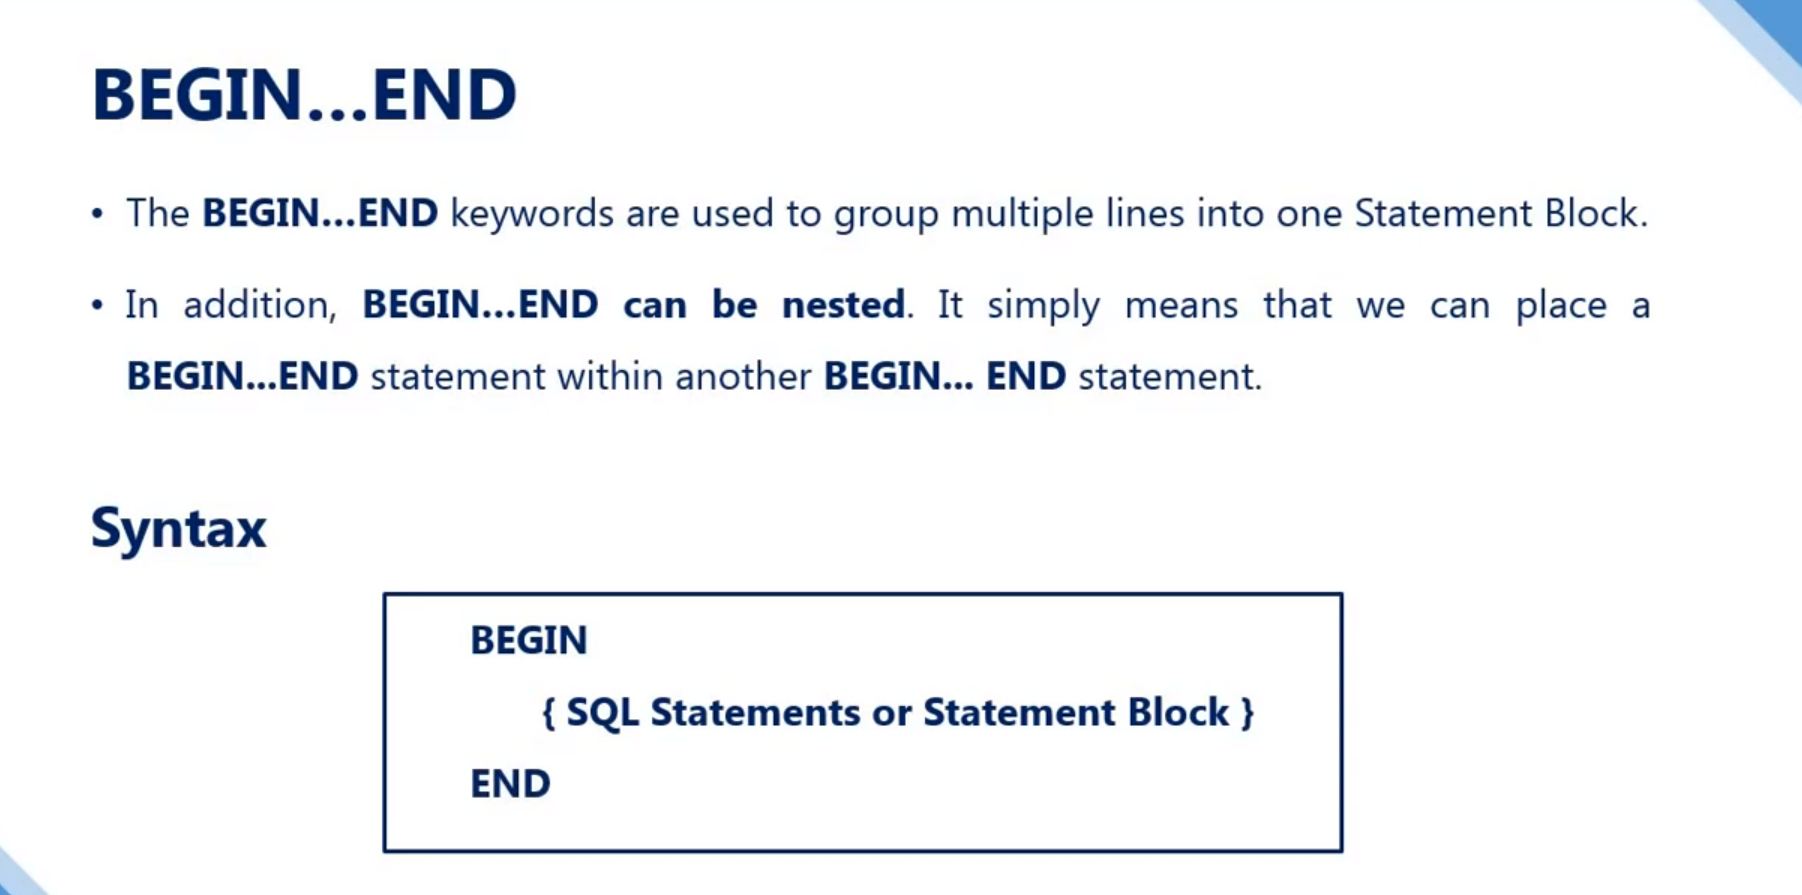 BEGIN...END
• The BEGIN...END keywords are used to group multiple lines into one Statement Block.
• In addition, BEGIN...END can be nested. It simply means that we can place a
BEGIN...END statement within another BEGIN... END statement.
Syntax
BEGIN
{ SQL Statements or Statement Block }
END